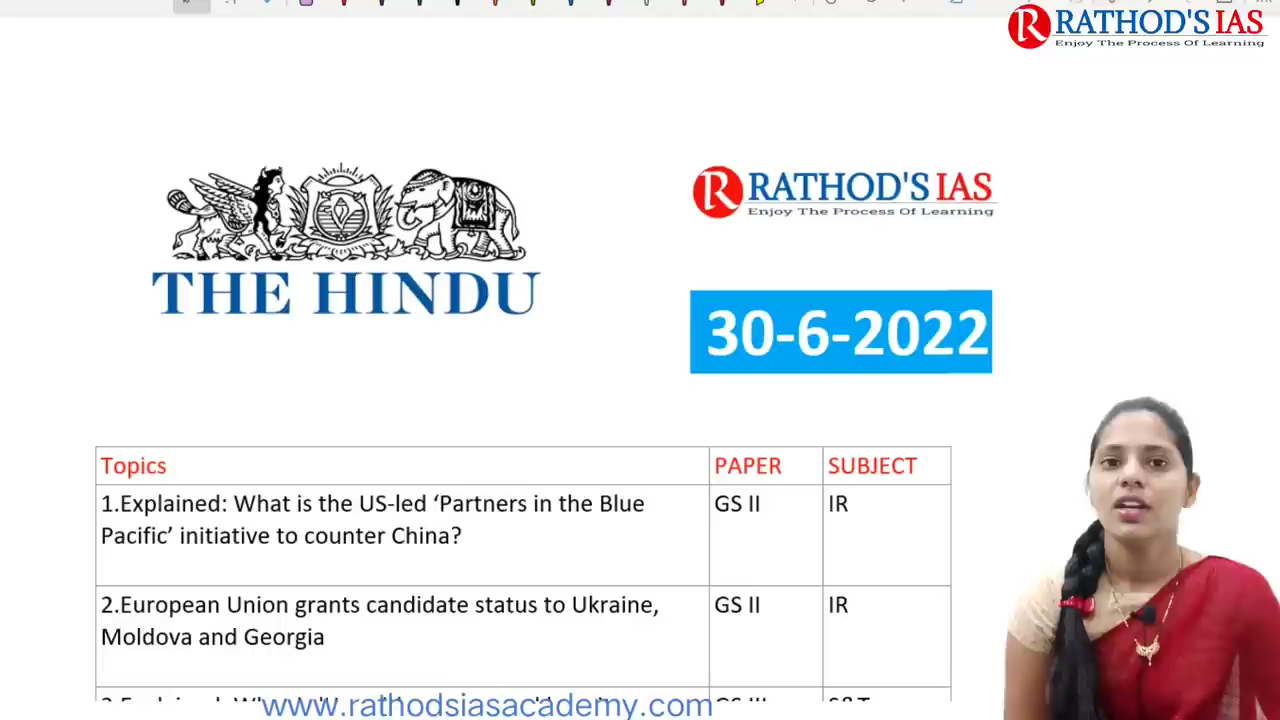 RATHOD'S IAS
Enjoy The Process Of Learning
RATHOD'S IAS
Enjoy The Process Of Learning
THE HINDU
30-6-2022
Topics PAPER SUBJECT
1.Explained: What is the US-led ‘Partners in the Blue GS II IR
Pacific’ initiative to counter China?
2.European Union grants candidate status to Ukraine, GS II IR
Moldova and Georgia
www.rathodsiasacademy.com